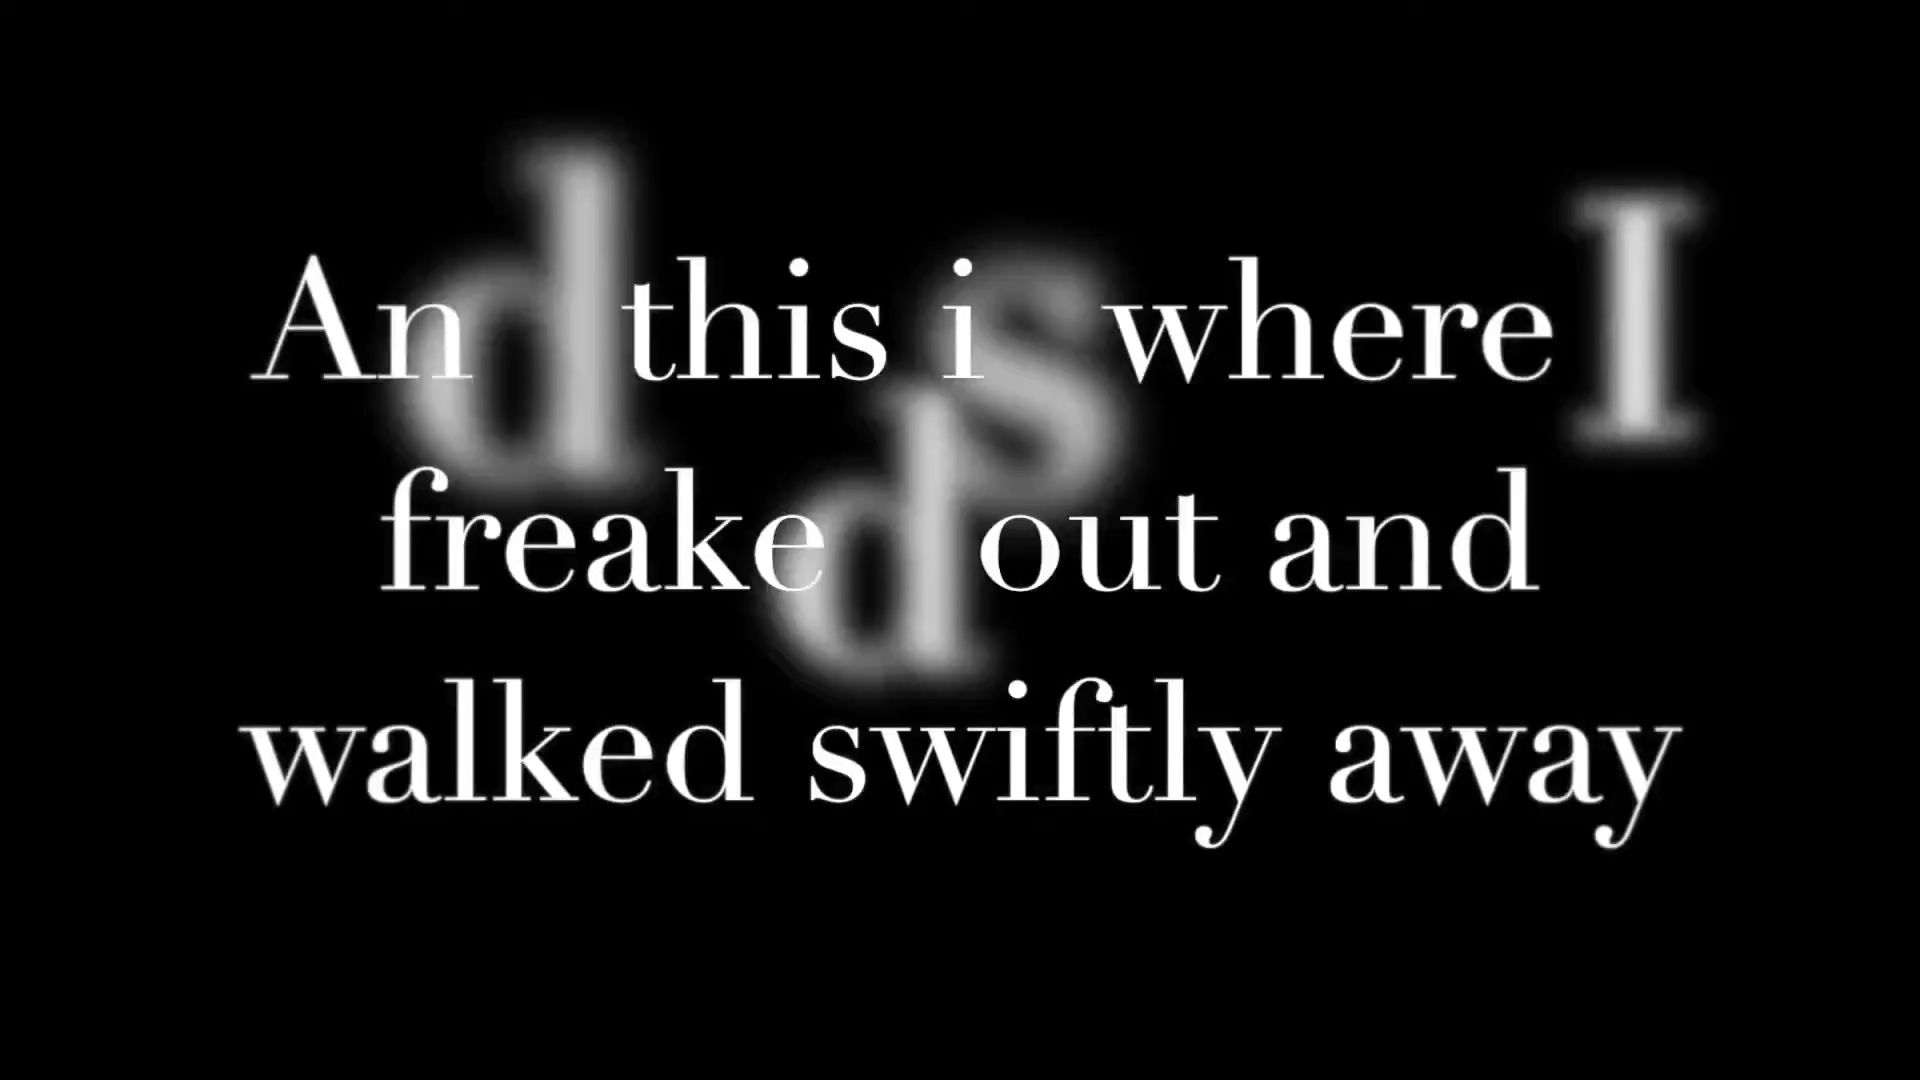 And this is where I
freaked out and
walked swiftly away